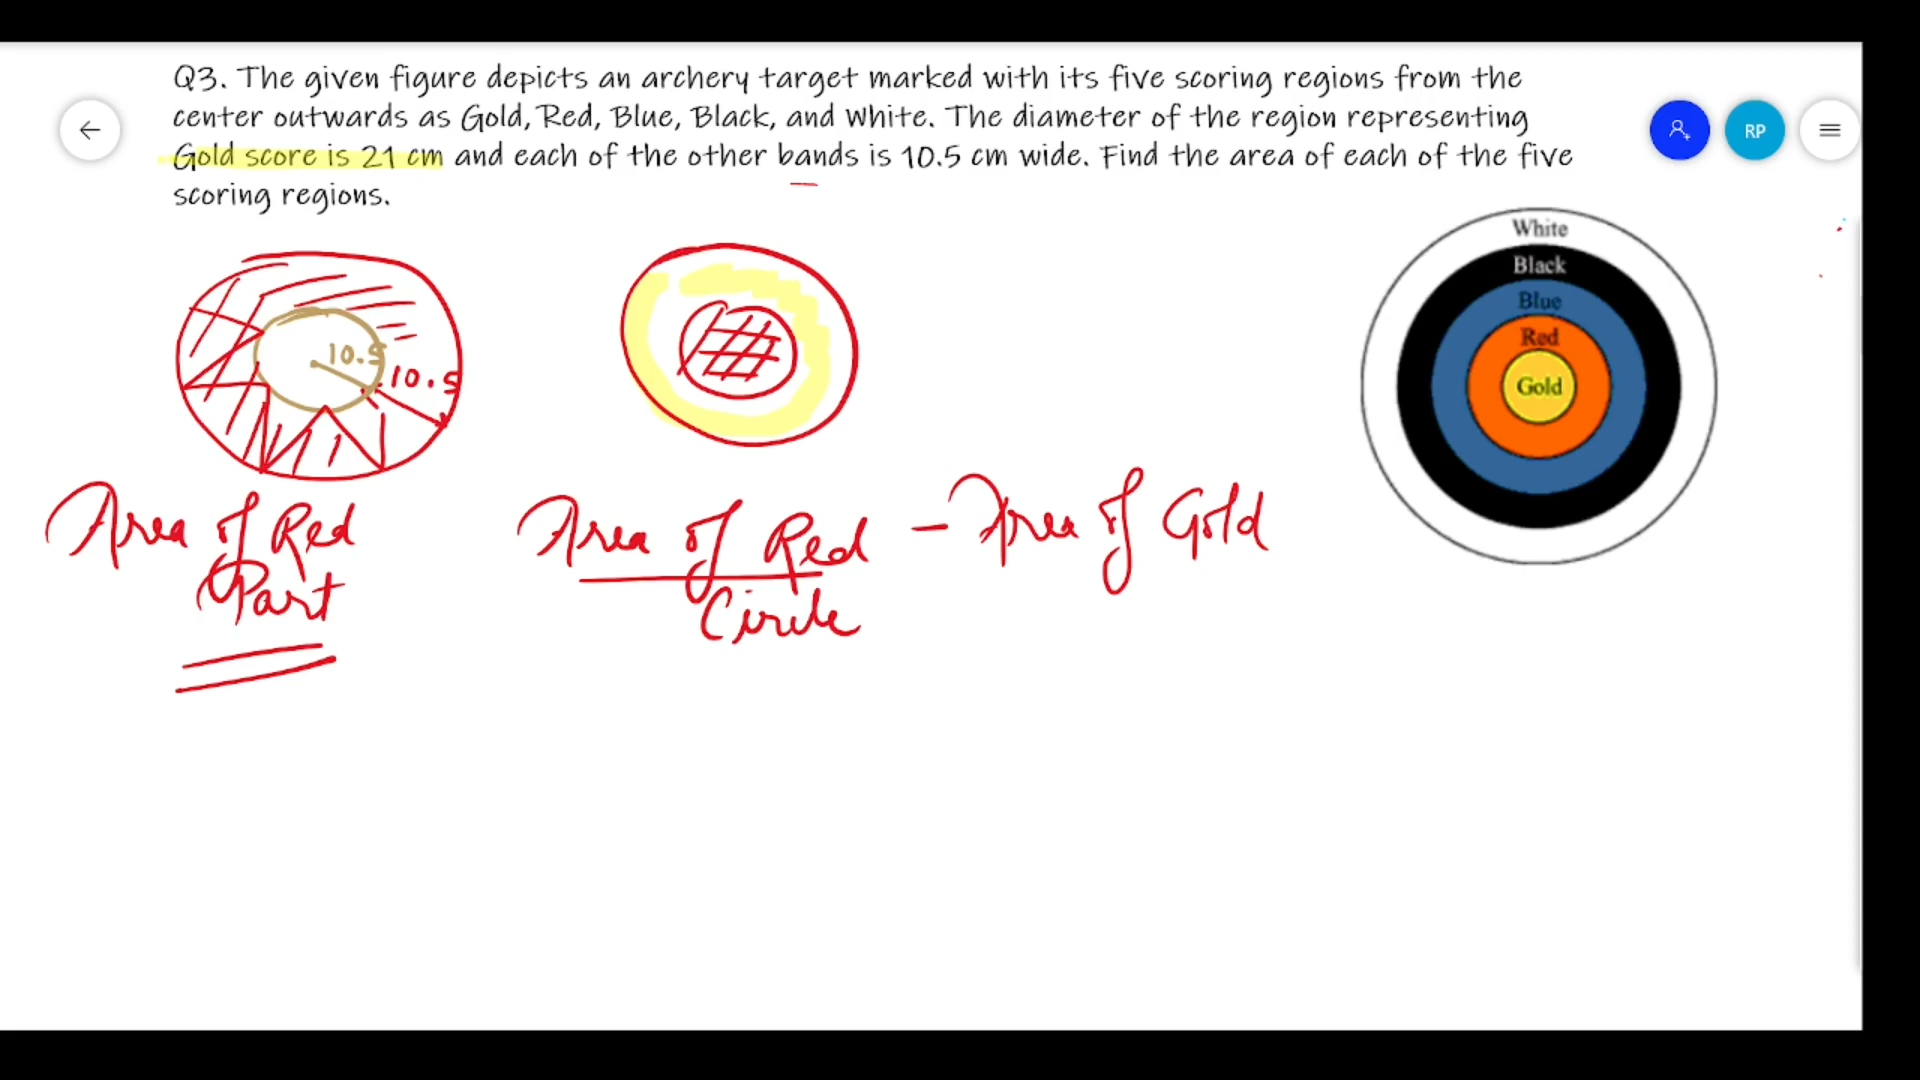 Q3. The given figure depicts an archery target marked with its five scoring regions from the
center outwards as Gold, Red, Blue, Black, and White. The diameter of the region representing
Gold score is 21 cm and each of the other bands is 10.5 cm wide. Find the area of each of the five
scoring regions.
RP
White
Black
Blue
Red
Gold
10.5
10.5
Area of Red
Part
Area of Red - Area of Gold
Circle